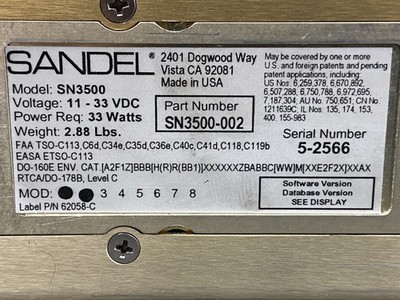 SANDEL®
2401 Dogwood Way
Vista CA 92081
Made in USA
May be covered by one or more
U.S. and foreign patents and pending
patent applications, including:
US Nos. 6,259,378, 6,670,892,
6,507,288, 6,750,788, 6,972,695,
7,187,304, AU No. 750,651, CN No.
1211639C, IL Nos. 135, 174, 153,
400, 155-983
Model: SN3500
Voltage: 11 - 33 VDC
Power Req: 33 Watts
Weight: 2.88 Lbs.
Part Number
SN3500-002
Serial Number
5-2566
FAA TSO-C113,C6d,C34e,C35d,C36e,C40c,C41d,C118,C119b
EASA ETSO-C113
DO-160E ENV. CAT.[A2F1Z]BBB[H(R)R(BB1)]XXXXXXZBABBC[WW]M[XXE2F2X]XXAX
RTCA/DO-178B, Level C
MOD: 3 4 5 6 7 8
Label P/N 62058-C
Software Version
Database Version
SEE DISPLAY